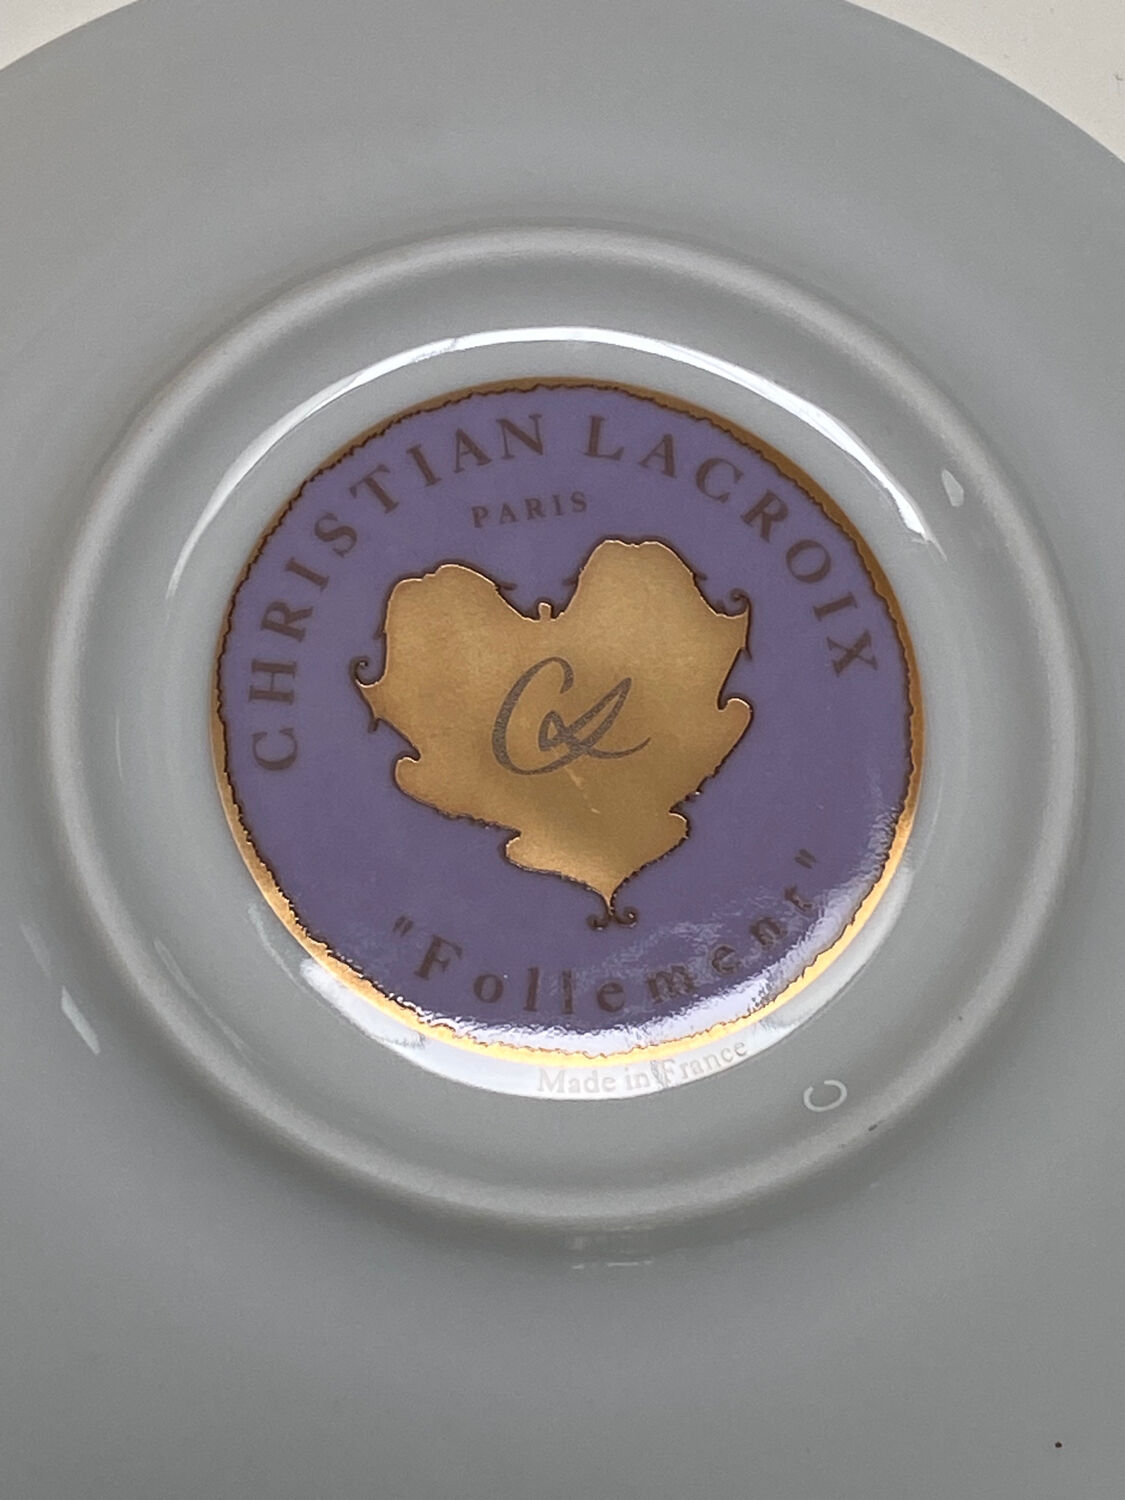 CHRISTIAN LACROIX
PARIS
CL
"Follement"
Made in France